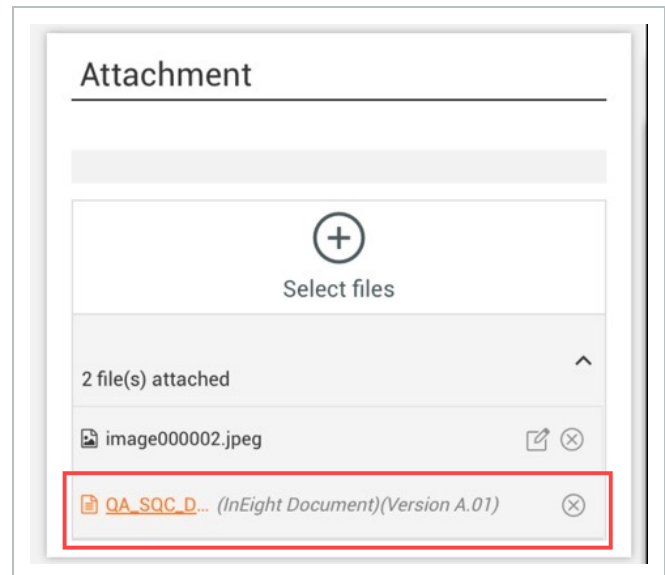 Attachment
Select files
2 file(s) attached
image000002.jpeg
QA_SQC_D... (InEight Document)(Version A.01)